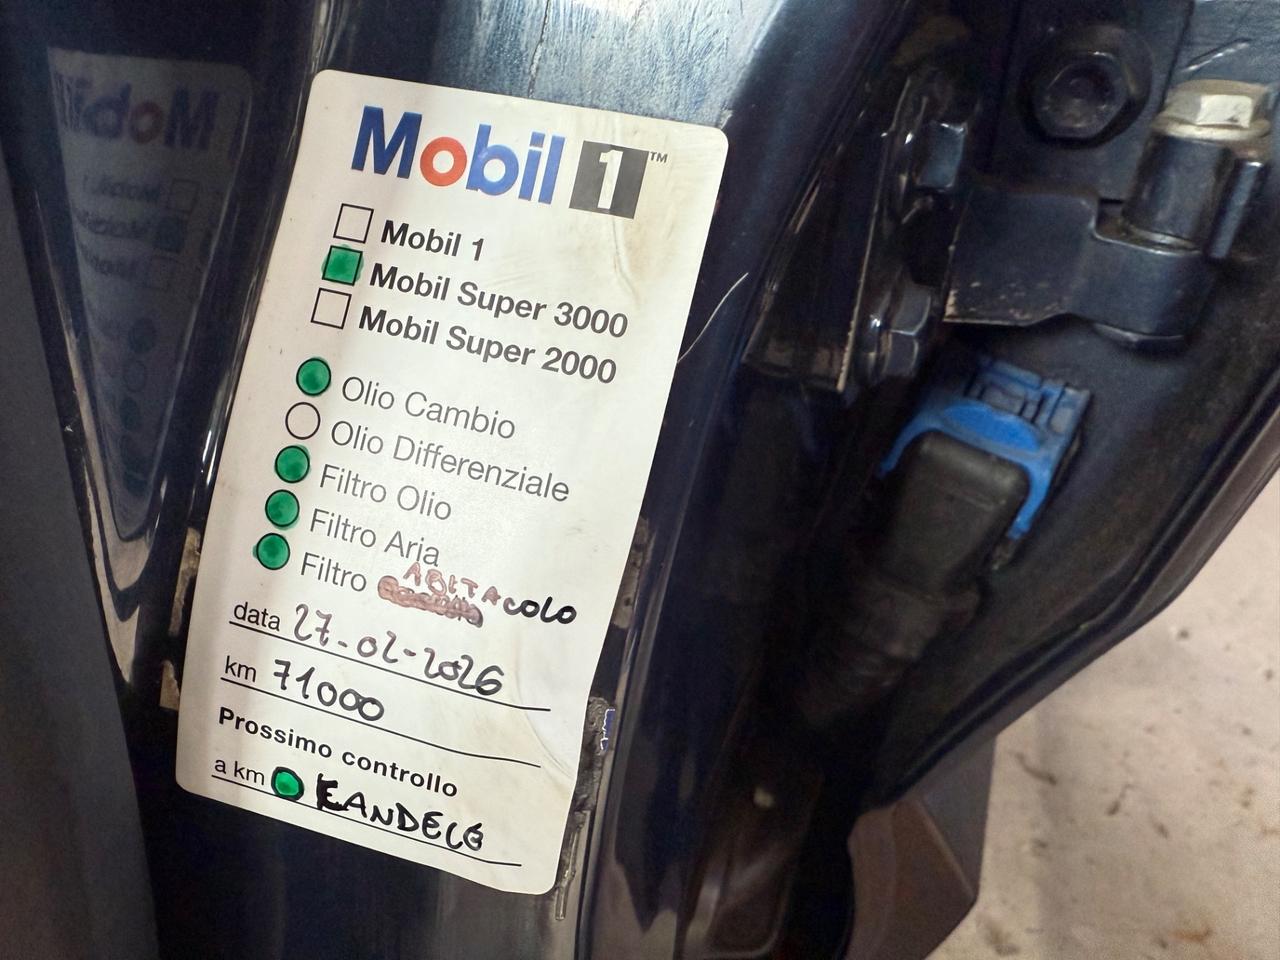 Mobil 1™
Mobil 1
Mobil Super 3000
Mobil Super 2000
Olio Cambio
Olio Differenziale
Filtro Olio
Filtro Aria
Filtro ABITACOLO
data 27-02-2026
km 71000
Prossimo controllo
a km CANDELE